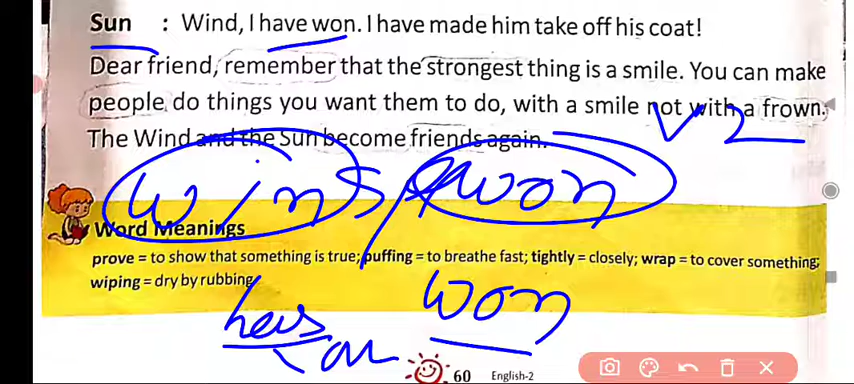 Sun : Wind, I have won. I have made him take off his coat!
Dear friend, remember that the strongest thing is a smile. You can make
people do things you want them to do, with a smile not with a frown.
The Wind and the Sun become friends again.
V2
win s / won
Word Meanings
prove = to show that something is true; puffing = to breathe fast; tightly = closely; wrap = to cover something;
wiping = dry by rubbing
won
60 English-2